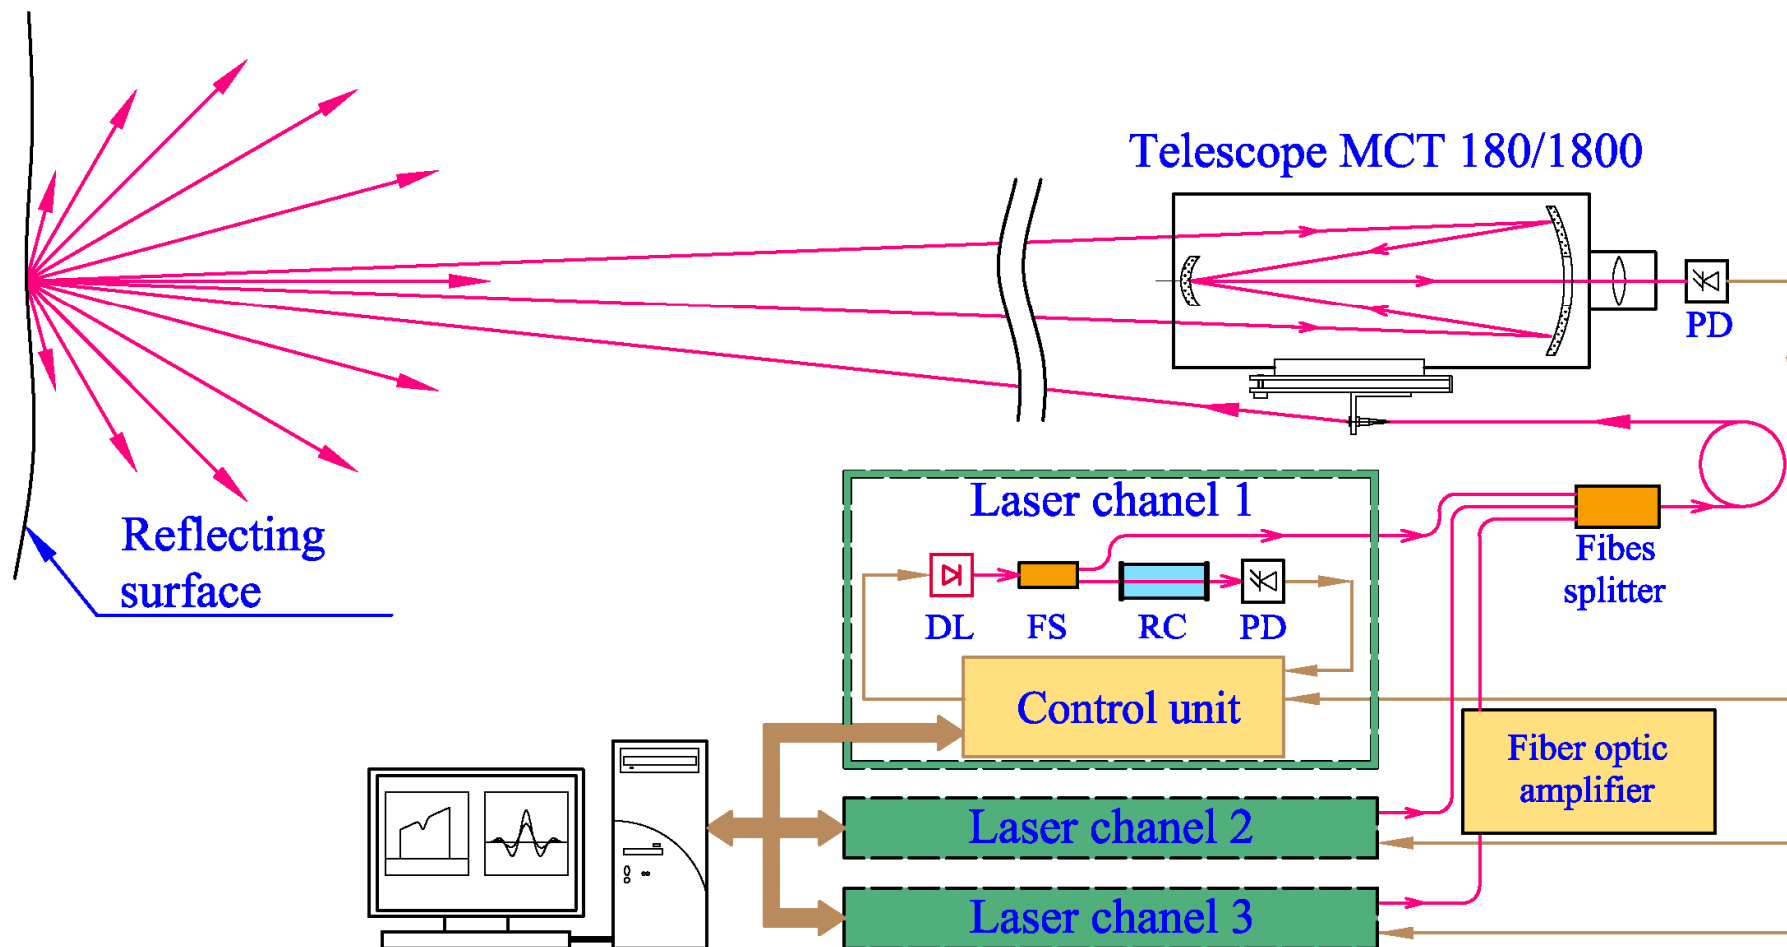 Telescope MCT 180/1800
PD
Reflecting
surface
Laser chanel 1
Fibes
splitter
DL
FS
RC
PD
Control unit
Fiber optic
amplifier
Laser chanel 2
Laser chanel 3